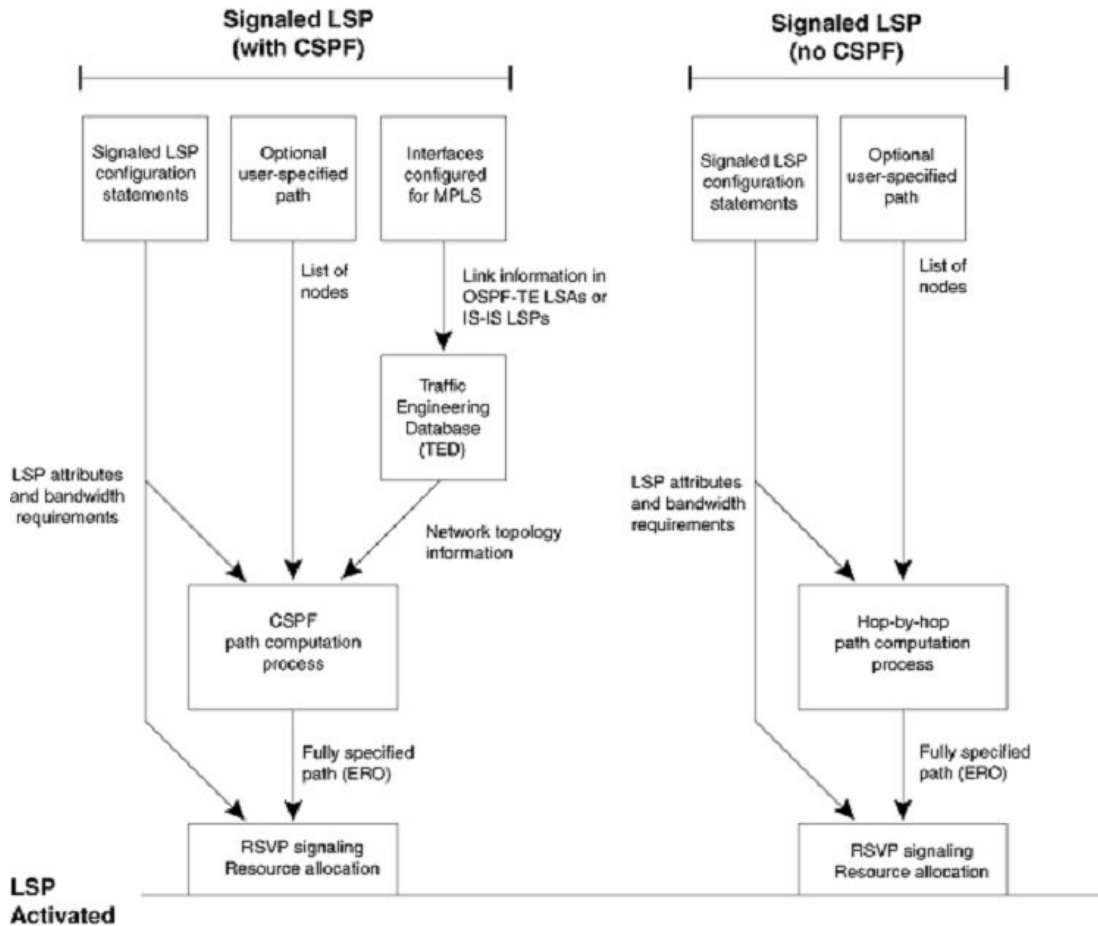 Signaled LSP
(with CSPF)
Signaled LSP
(no CSPF)
Signaled LSP
configuration
statements
Optional
user-specified
path
Interfaces
configured
for MPLS
Signaled LSP
configuration
statements
Optional
user-specified
path
List of
nodes
Link information in
OSPF-TE LSAs or
IS-IS LSPs
List of
nodes
Traffic
Engineering
Database
(TED)
LSP attributes
and bandwidth
requirements
Network topology
information
LSP attributes
and bandwidth
requirements
CSPF
path computation
process
Hop-by-hop
path computation
process
Fully specified
path (ERO)
Fully specified
path (ERO)
RSVP signaling
Resource allocation
RSVP signaling
Resource allocation
LSP
Activated